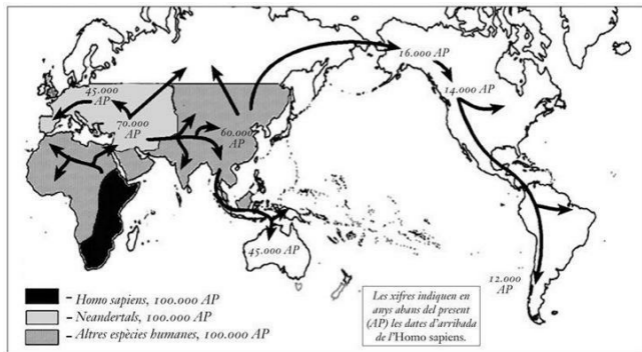 16.000 AP
45.000
AP
14.000 AP
70.000
AP
60.000
AP
45.000 AP
12.000
AP
- Homo sapiens, 100.000 AP
- Neandertals, 100.000 AP
- Altres espècies humanes, 100.000 AP
Les xifres indiquen en
anys abans del present
(AP) les dates d'arribada
de l'Homo sapiens.